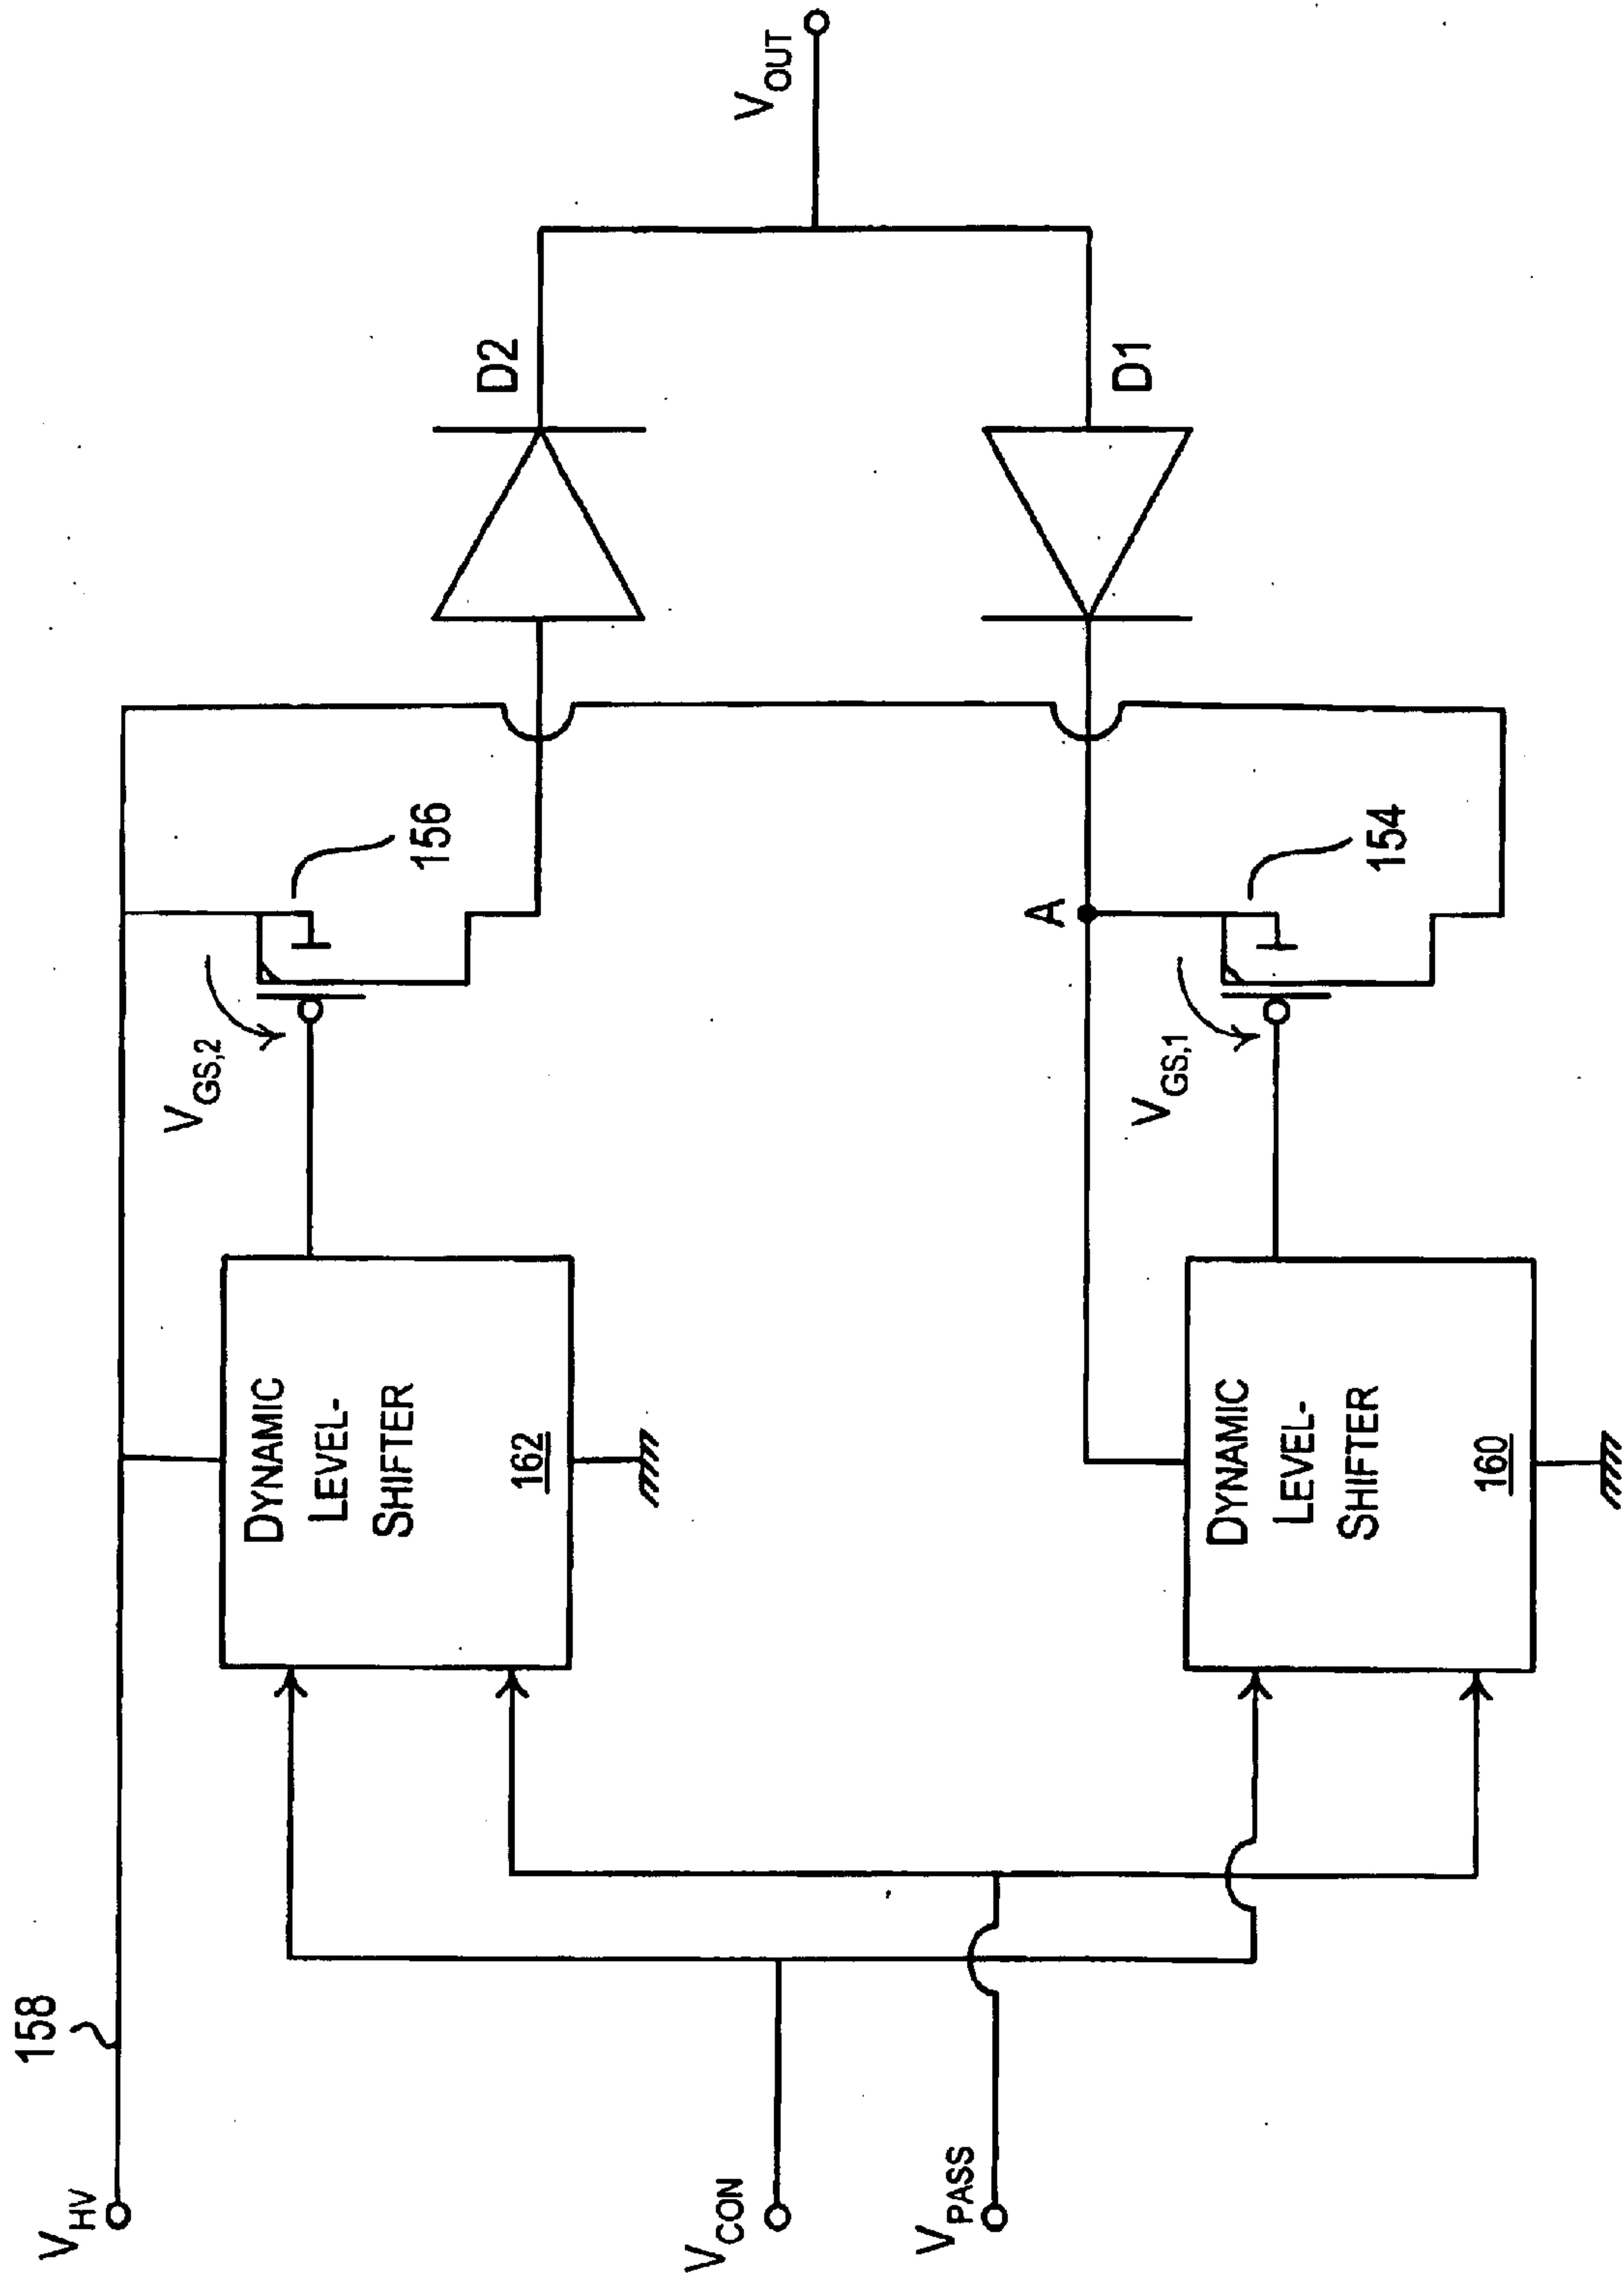 158
V_HV
V_CON
V_PASS
DYNAMIC
LEVEL-
SHIFTER
162
DYNAMIC
LEVEL-
SHIFTER
160
V_GS,2
156
V_GS,1
154
A
D2
D1
V_OUT